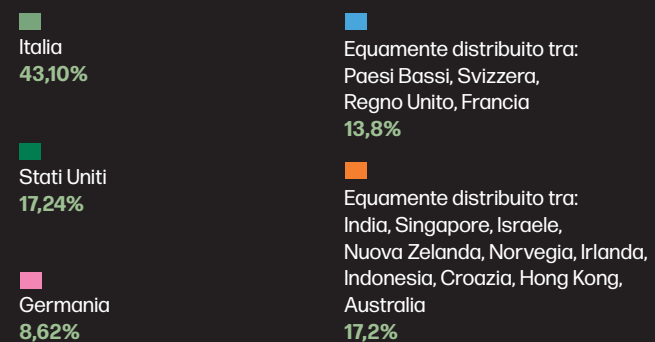 Italia
43,10%
Stati Uniti
17,24%
Germania
8,62%
Equamente distribuito tra:
Paesi Bassi, Svizzera,
Regno Unito, Francia
13,8%
Equamente distribuito tra:
India, Singapore, Israele,
Nuova Zelanda, Norvegia, Irlanda,
Indonesia, Croazia, Hong Kong,
Australia
17,2%